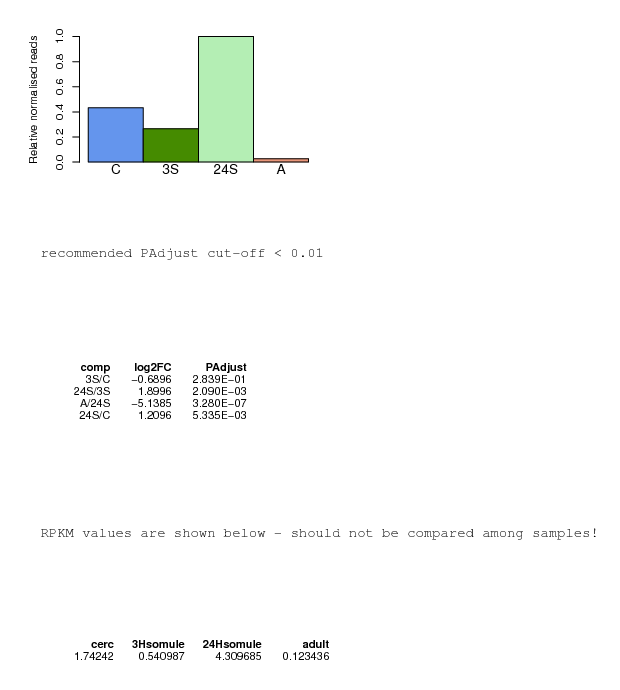 Relative normalised reads
1.0
0.8
0.6
0.4
0.2
0.0
C 3S 24S A
recommended PAdjust cut-off < 0.01
comp log2FC PAdjust
3S/C −0.6896 2.839E−01
24S/3S 1.8996 2.090E−03
A/24S −5.1385 3.280E−07
24S/C 1.2096 5.335E−03
RPKM values are shown below - should not be compared among samples!
cerc 3Hsomule 24Hsomule adult
1.74242 0.540987 4.309685 0.123436